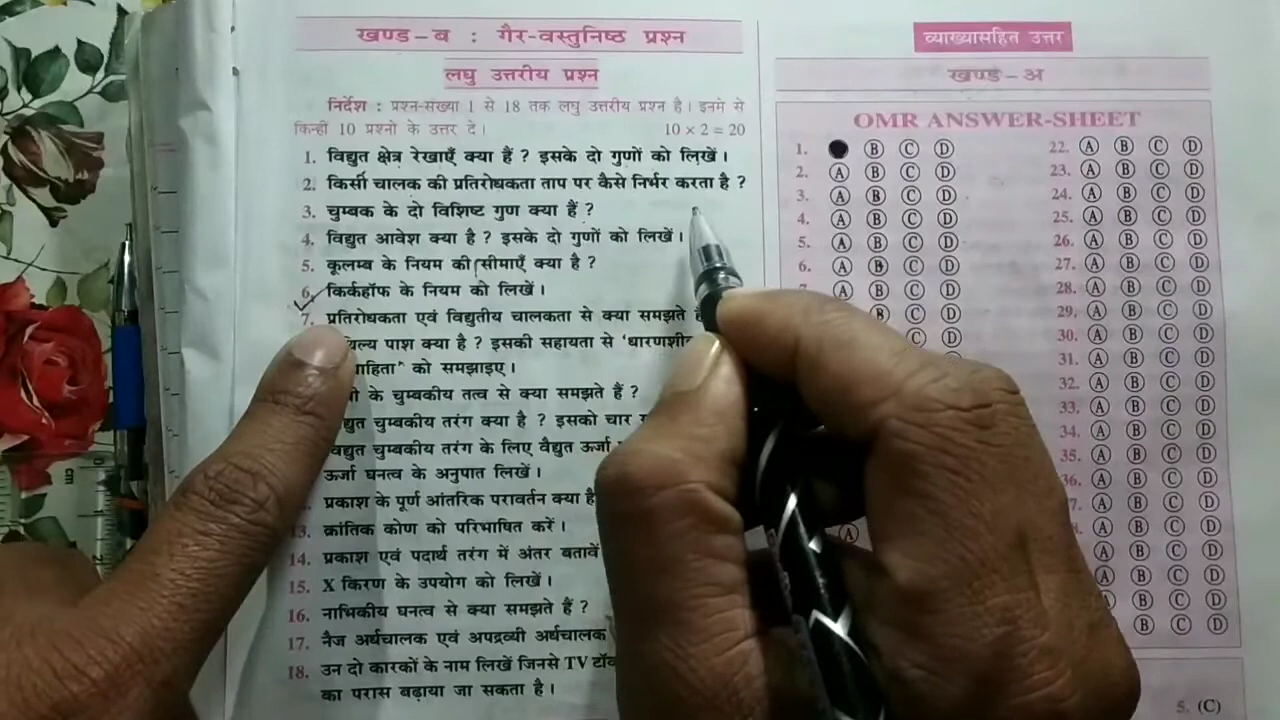 खण्ड-ब : गैर-वस्तुनिष्ठ प्रश्न
लघु उत्तरीय प्रश्न
निर्देश : प्रश्न-संख्या 1 से 18 तक लघु उत्तरीय प्रश्न है। इनमे से
किन्हीं 10 प्रश्नों के उत्तर दे। 10 × 2 = 20
1. विद्युत क्षेत्र रेखाएँ क्या हैं ? इसके दो गुणों को लिखें।
2. किसी चालक की प्रतिरोधकता ताप पर कैसे निर्भर करता है ?
3. चुम्बक के दो विशिष्ट गुण क्या हैं ?
4. विद्युत आवेश क्या है ? इसके दो गुणों को लिखें।
5. कूलम्ब के नियम की सीमाएँ क्या है ?
6. किर्कहॉफ के नियम को लिखें।
7. प्रतिरोधकता एवं विद्युतीय चालकता से क्या समझते
पाश क्या है ? इसकी सहायता से
को समझाइए।
के चुम्बकीय तत्व से क्या समझते हैं ?
चुम्बकीय तरंग क्या है ? इसको चार
चुम्बकीय तरंग के लिए वैद्युत ऊर्जा
ऊर्जा घनत्व के अनुपात लिखें।
प्रकाश के पूर्ण आंतरिक परावर्तन क्या है
13. क्रांतिक कोण को परिभाषित करें।
14. प्रकाश एवं पदार्थ तरंग में अंतर बतावें
15. X किरण के उपयोग को लिखें।
16. नाभिकीय घनत्व से क्या समझते हैं ?
17. नैज अर्धचालक एवं अपद्रव्यी अर्धचालक
18. उन दो कारकों के नाम लिखें जिनसे TV
का परास बढ़ाया जा सकता है।
व्याख्यासहित उत्तर
खण्ड-अ
OMR ANSWER-SHEET
1. B C D
2. A B C D
3. A B C D
4. A B C D
5. A B C D
6. A B C D
A B C D
B C D
C D
A
22. A B C D
23. A B C D
24. A B C D
25. A B C D
26. A B C D
27. A B C D
28. A B C D
29. A B C D
30. A B C D
31. A B C D
32. A B C D
33. A B C D
34. A B C D
35. A B C D
36. A B C D
A B C D
A B C D
A B C D
A B C D
B C D
B C D
5. (C)